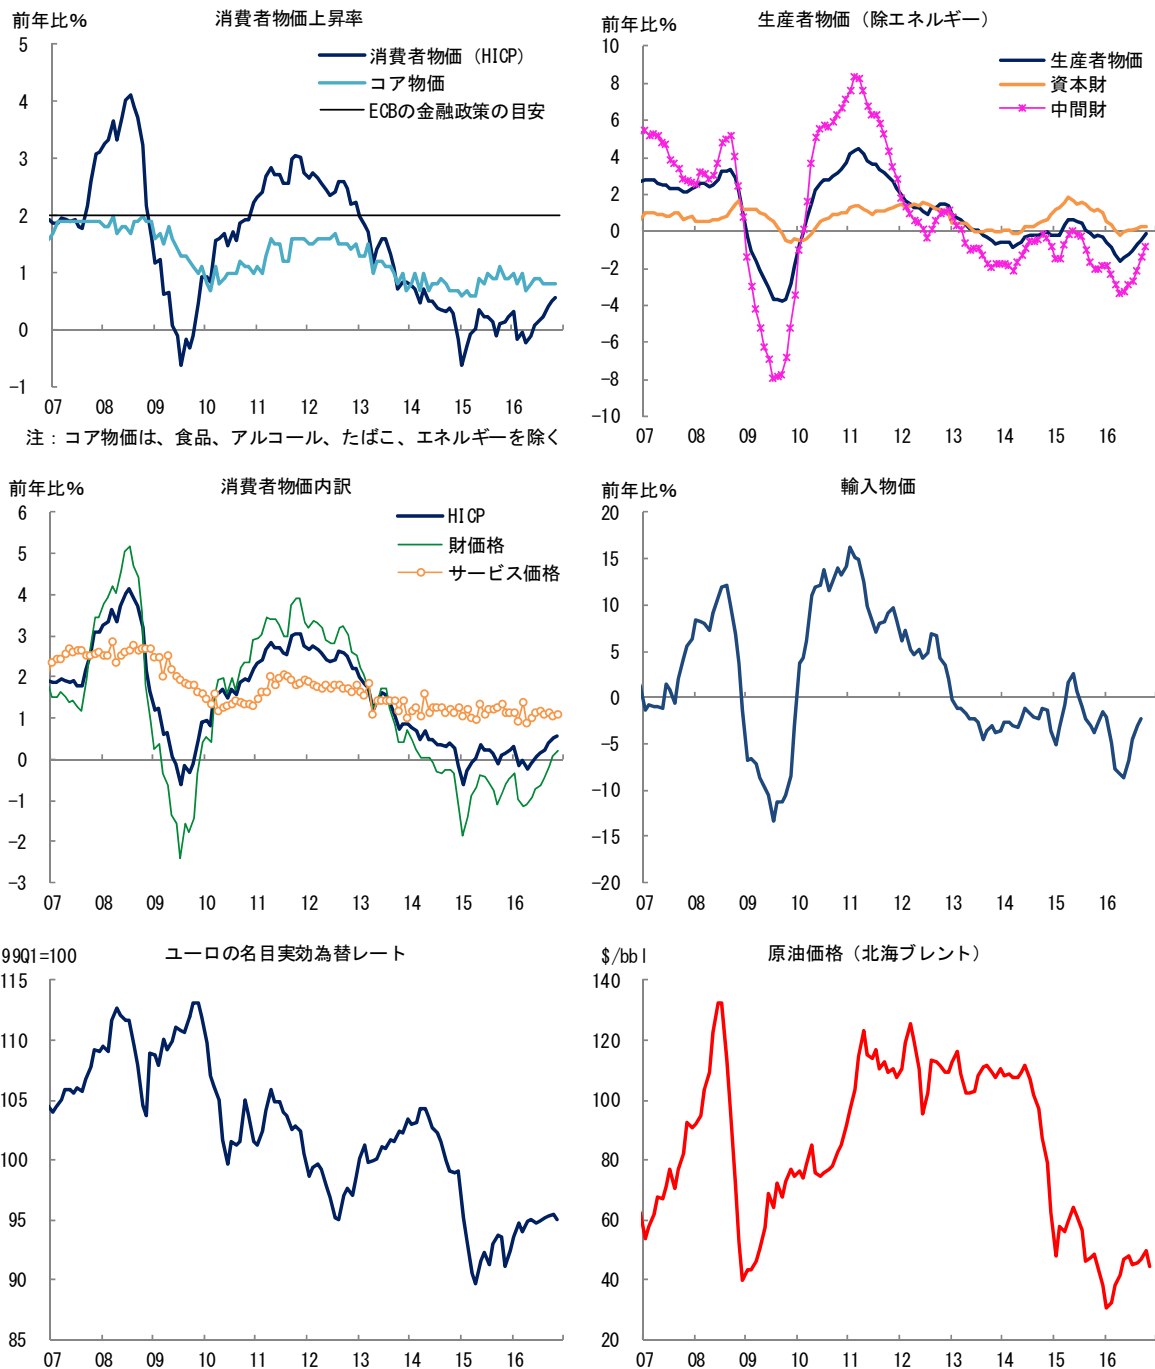 消費者物価上昇率
前年比%
消費者物価（HICP）
コア物価
ECBの金融政策の目安
5
4
3
2
1
0
-1
07 08 09 10 11 12 13 14 15 16
注：コア物価は、食品、アルコール、たばこ、エネルギーを除く
生産者物価（除エネルギー）
前年比%
生産者物価
資本財
中間財
10
8
6
4
2
0
-2
-4
-6
-8
-10
07 08 09 10 11 12 13 14 15 16
消費者物価内訳
前年比%
HICP
財価格
サービス価格
6
5
4
3
2
1
0
-1
-2
-3
07 08 09 10 11 12 13 14 15 16
輸入物価
前年比%
20
15
10
5
0
-5
-10
-15
-20
07 08 09 10 11 12 13 14 15 16
ユーロの名目実効為替レート
99Q1=100
115
110
105
100
95
90
85
07 08 09 10 11 12 13 14 15 16
原油価格（北海ブレント）
$/bbl
140
120
100
80
60
40
20
07 08 09 10 11 12 13 14 15 16